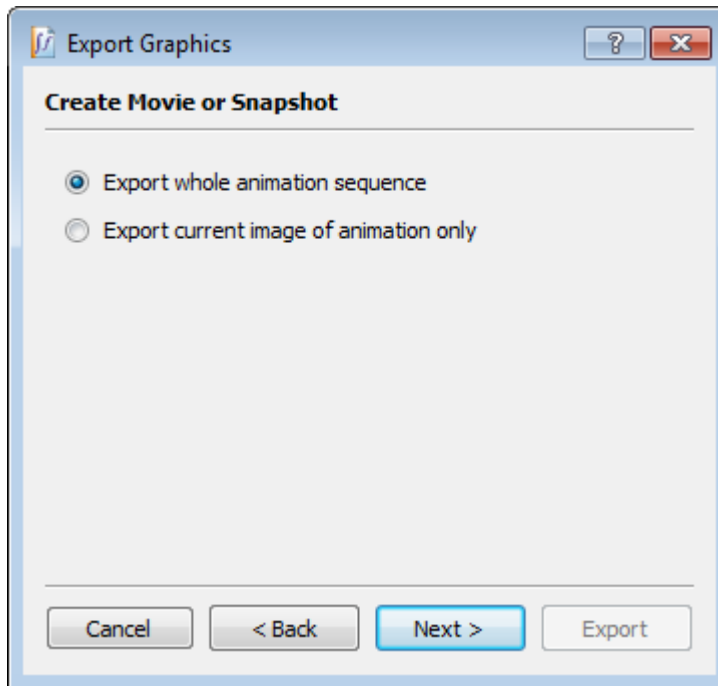 Export Graphics
Create Movie or Snapshot
Export whole animation sequence
Export current image of animation only
Cancel < Back Next > Export